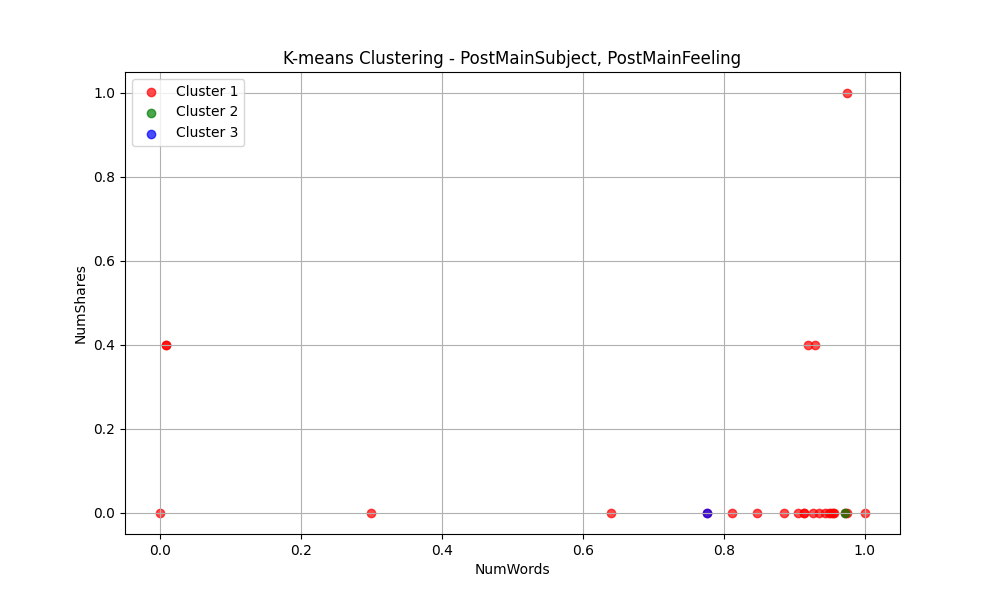 K-means Clustering - PostMainSubject, PostMainFeeling
Cluster 1
Cluster 2
Cluster 3
NumShares
1.0
0.8
0.6
0.4
0.2
0.0
0.0 0.2 0.4 0.6 0.8 1.0
NumWords